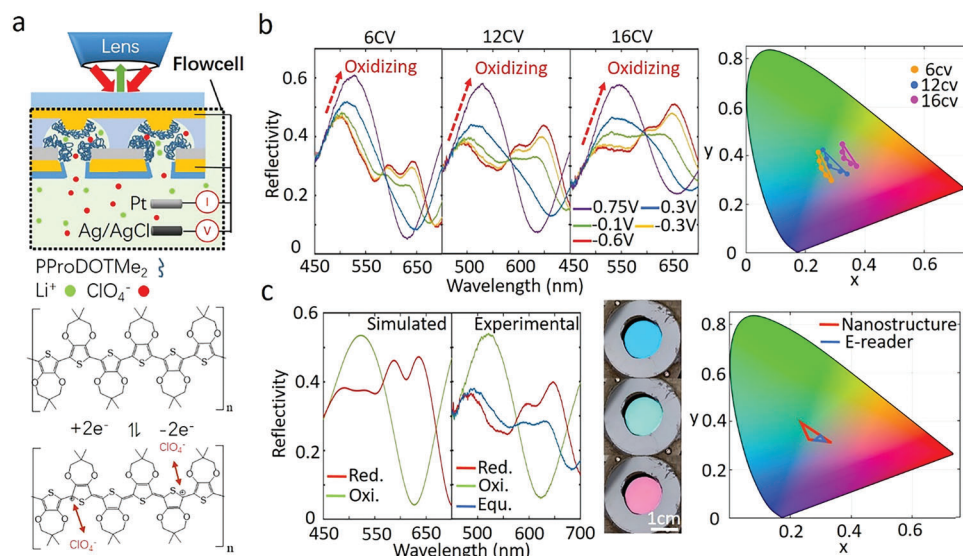 a
Lens
Flowcell
Pt
I
Ag/AgCl
V
PProDOTMe₂
Li⁺ ClO₄⁻
n
+2e⁻ -2e⁻
ClO₄⁻
ClO₄⁻
n
b
6CV 12CV 16CV
Oxidizing Oxidizing Oxidizing
Reflectivity
0.6
0.4
0.2
0
0.75V 0.3V
-0.1V -0.3V
-0.6V
450 550 650 500 600 500 600
Wavelength (nm)
0.8
0.6
y
0.4
0.2
0
0 0.2 0.4 0.6
x
6cv
12cv
16cv
c
Simulated Experimental
Reflectivity
0.6
0.4
0.2
0
Red.
Oxi.
Red.
Oxi.
Equ.
450 550 650 500 600 700
Wavelength (nm)
1cm
0.8
0.6
y
0.4
0.2
0
0.2 0.4 0.6
x
Nanostructure
E-reader